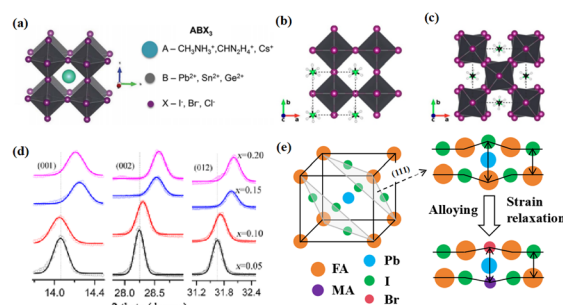 (a)
ABX₃
A – CH₃NH₃⁺,CHN₂H₄⁺, Cs⁺
B – Pb²⁺, Sn²⁺, Ge²⁺
X – I⁻, Br⁻, Cl⁻
(b)
b
c
a
(c)
b
c
a
(d)
(001)
(002)
(012)
x=0.20
x=0.15
x=0.10
x=0.05
14.0
14.4
28.0
28.5
31.2
31.8
32.4
(e)
(111)
FA
MA
Pb
I
Br
Alloying
Strain
relaxation